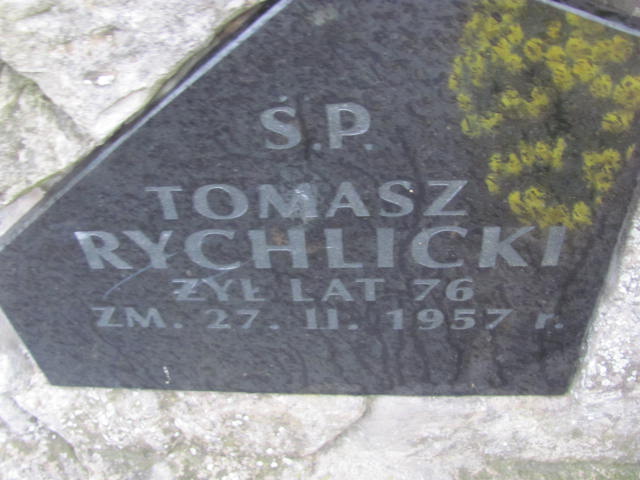 Ś.P.
TOMASZ
RYCHLICKI
ŻYŁ LAT 76
ZM. 27. II. 1957 r.